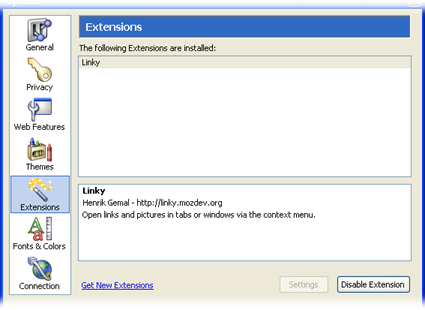 Extensions
General
Privacy
Web Features
Themes
Extensions
Fonts & Colors
Connection
The following Extensions are installed:
Linky
Linky
Henrik Gemal - http://linky.mozdev.org
Open links and pictures in tabs or windows via the context menu.
Get New Extensions
Settings
Disable Extension